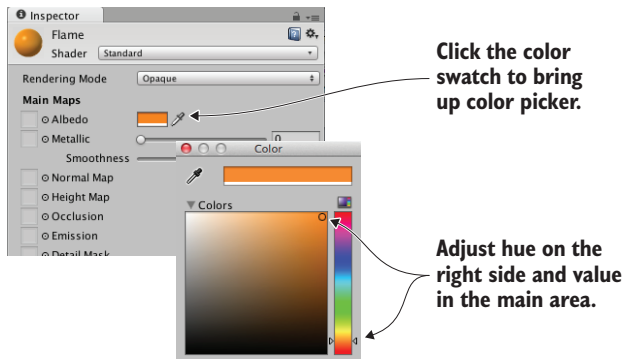 Inspector
Flame
Shader Standard
Rendering Mode Opaque
Main Maps
Albedo
Metallic 0
Smoothness
Normal Map
Height Map
Occlusion
Emission
Detail Mask
Color
Colors
Click the color
swatch to bring
up color picker.
Adjust hue on the
right side and value
in the main area.